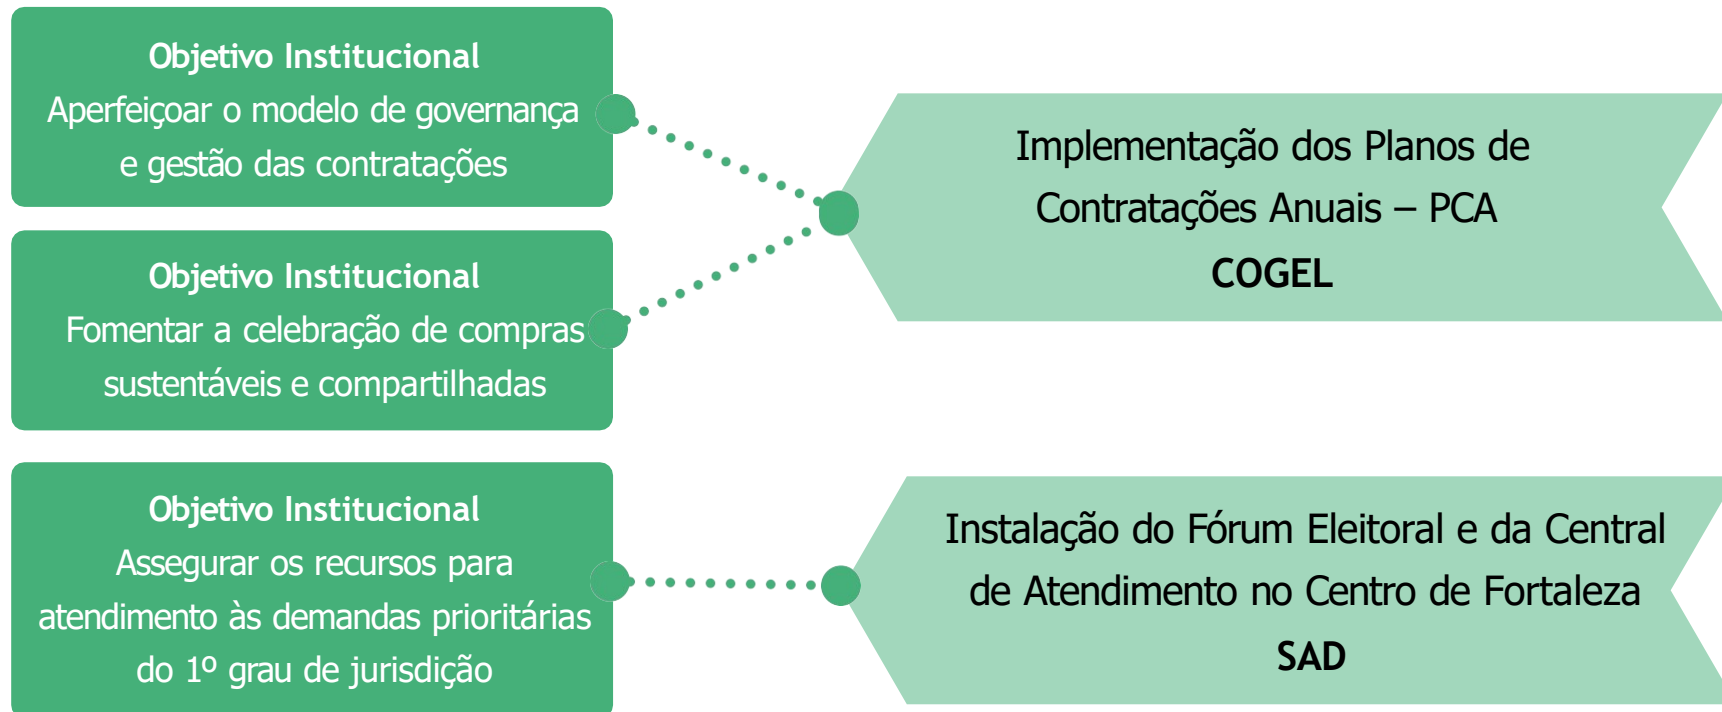 Objetivo Institucional
Aperfeiçoar o modelo de governança
e gestão das contratações
Objetivo Institucional
Fomentar a celebração de compras
sustentáveis e compartilhadas
Implementação dos Planos de
Contratações Anuais – PCA
COGEL
Objetivo Institucional
Assegurar os recursos para
atendimento às demandas prioritárias
do 1º grau de jurisdição
Instalação do Fórum Eleitoral e da Central
de Atendimento no Centro de Fortaleza
SAD